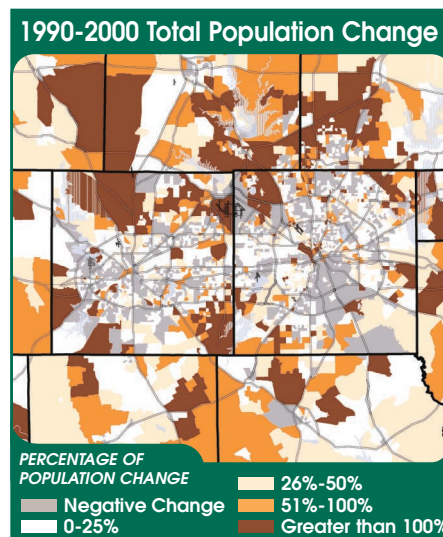 1990-2000 Total Population Change
PERCENTAGE OF
POPULATION CHANGE
Negative Change
0-25%
26%-50%
51%-100%
Greater than 100%